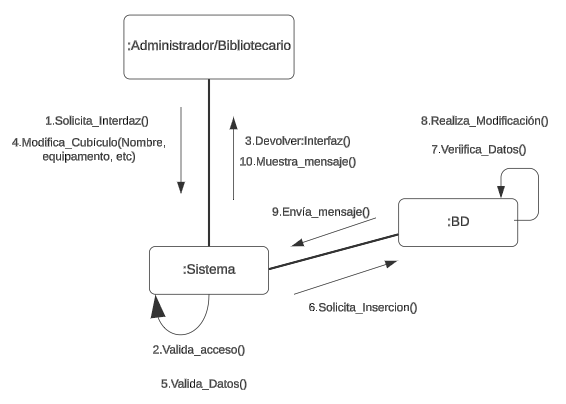 :Administrador/Bibliotecario
1.Solicita_Interdaz()
4.Modifica_Cubículo(Nombre,
equipamento, etc)
3.Devolver:Interfaz()
10.Muestra_mensaje()
8.Realiza_Modificación()
7.Veriifica_Datos()
9.Envía_mensaje()
:BD
:Sistema
6.Solicita_Insercion()
2.Valida_acceso()
5.Valida_Datos()